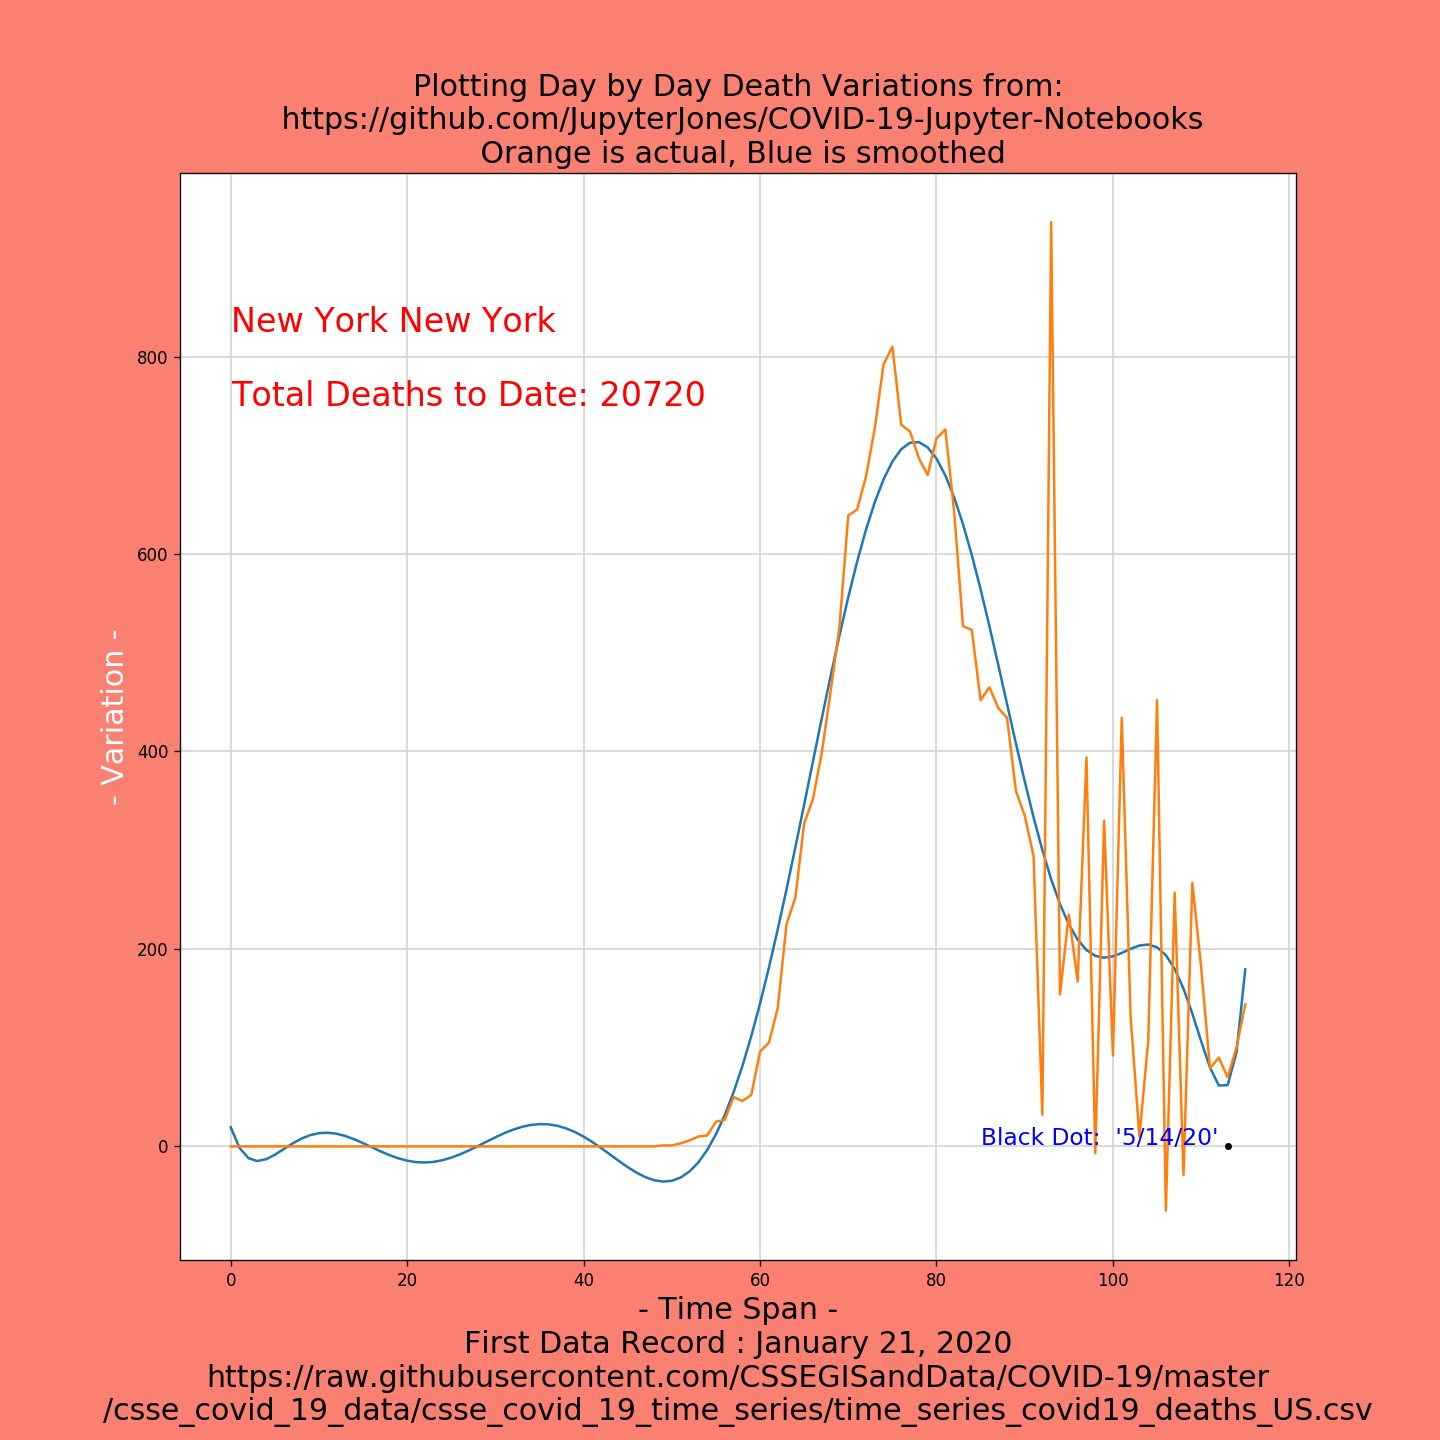 Plotting Day by Day Death Variations from:
https://github.com/JupyterJones/COVID-19-Jupyter-Notebooks
Orange is actual, Blue is smoothed
New York New York
Total Deaths to Date: 20720
800
600
400
200
0
- Variation -
Black Dot:  '5/14/20'
0 20 40 60 80 100 120
- Time Span -
First Data Record : January 21, 2020
https://raw.githubusercontent.com/CSSEGISandData/COVID-19/master
/csse_covid_19_data/csse_covid_19_time_series/time_series_covid19_deaths_US.csv